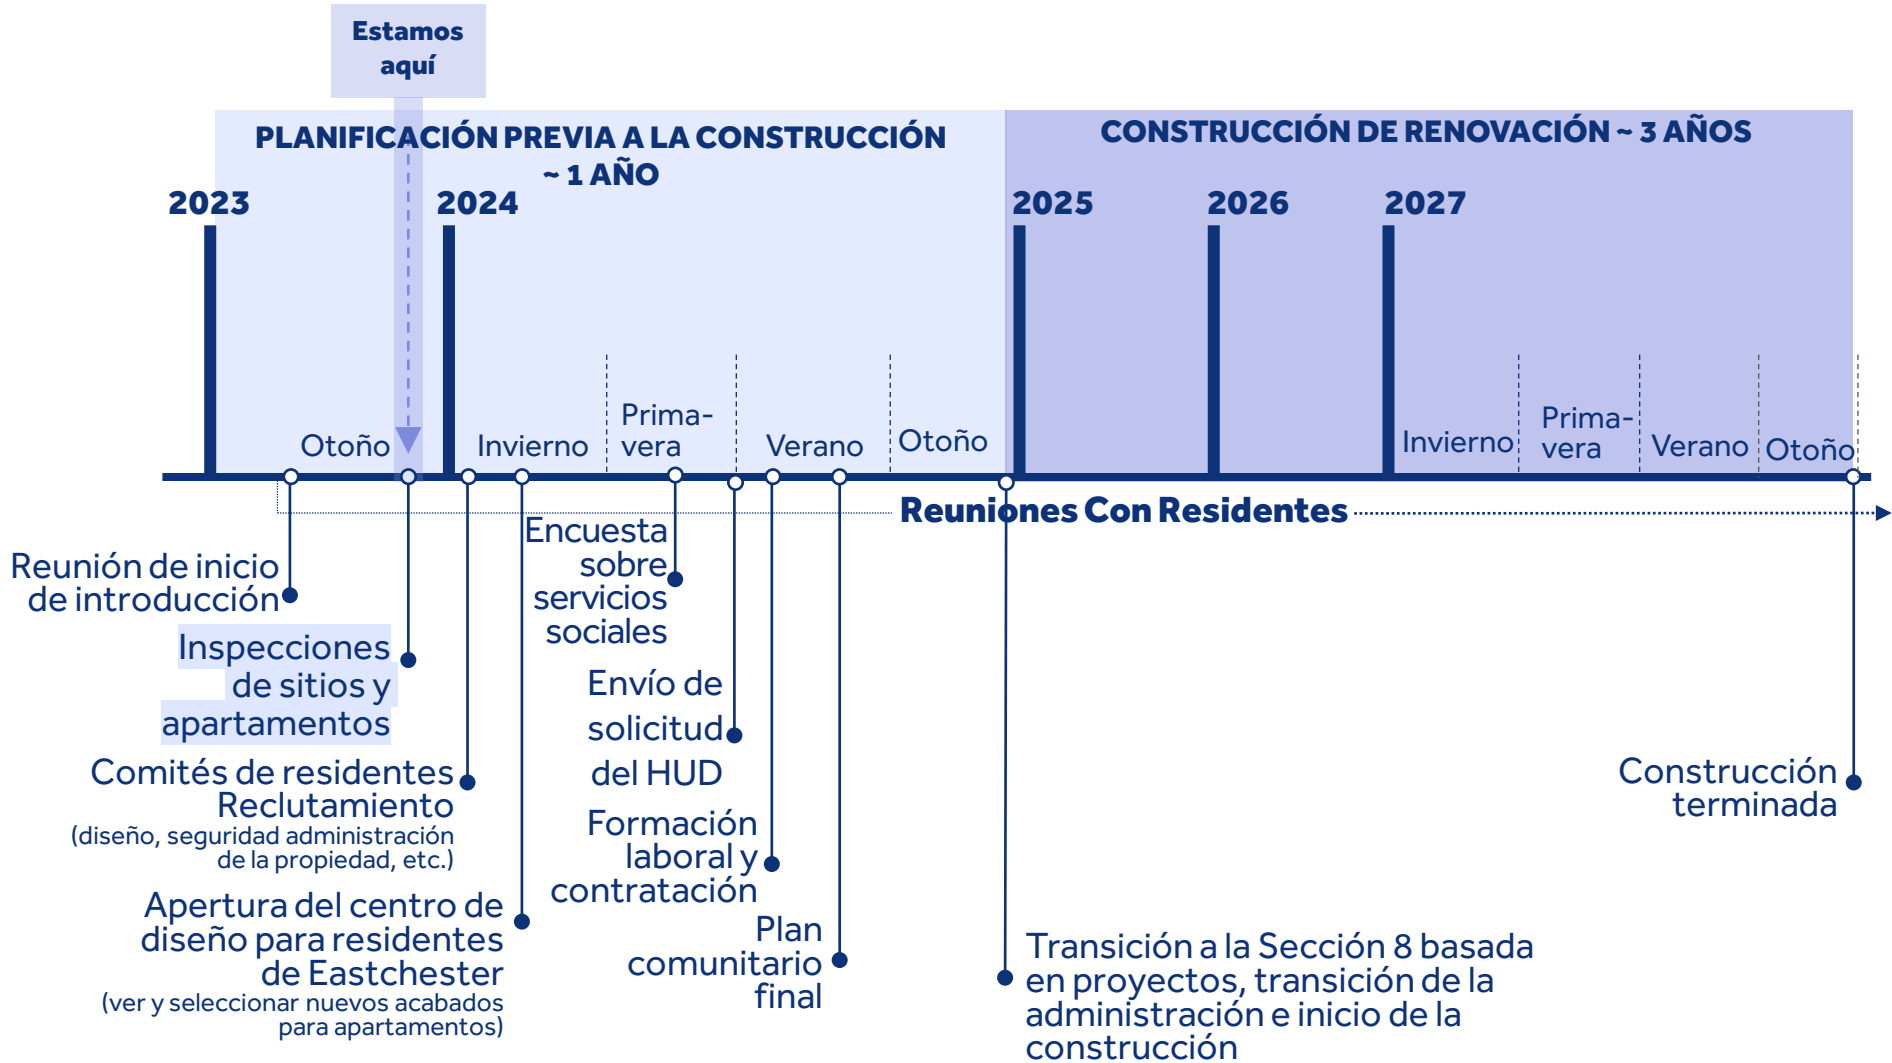 Estamos
aquí
PLANIFICACIÓN PREVIA A LA CONSTRUCCIÓN
~ 1 AÑO
CONSTRUCCIÓN DE RENOVACIÓN ~ 3 AÑOS
2023
2024
2025
2026
2027
Otoño
Invierno
Prima-
vera
Verano
Otoño
Invierno
Prima-
vera
Verano
Otoño
Reuniones Con Residentes
Reunión de inicio
de introducción
Inspecciones
de sitios y
apartamentos
Comités de residentes
Reclutamiento
(diseño, seguridad administración
de la propiedad, etc.)
Apertura del centro de
diseño para residentes
de Eastchester
(ver y seleccionar nuevos acabados
para apartamentos)
Encuesta
sobre
servicios
sociales
Envío de
solicitud
del HUD
Formación
laboral y
contratación
Plan
comunitario
final
Transición a la Sección 8 basada
en proyectos, transición de la
administración e inicio de la
construcción
Construcción
terminada